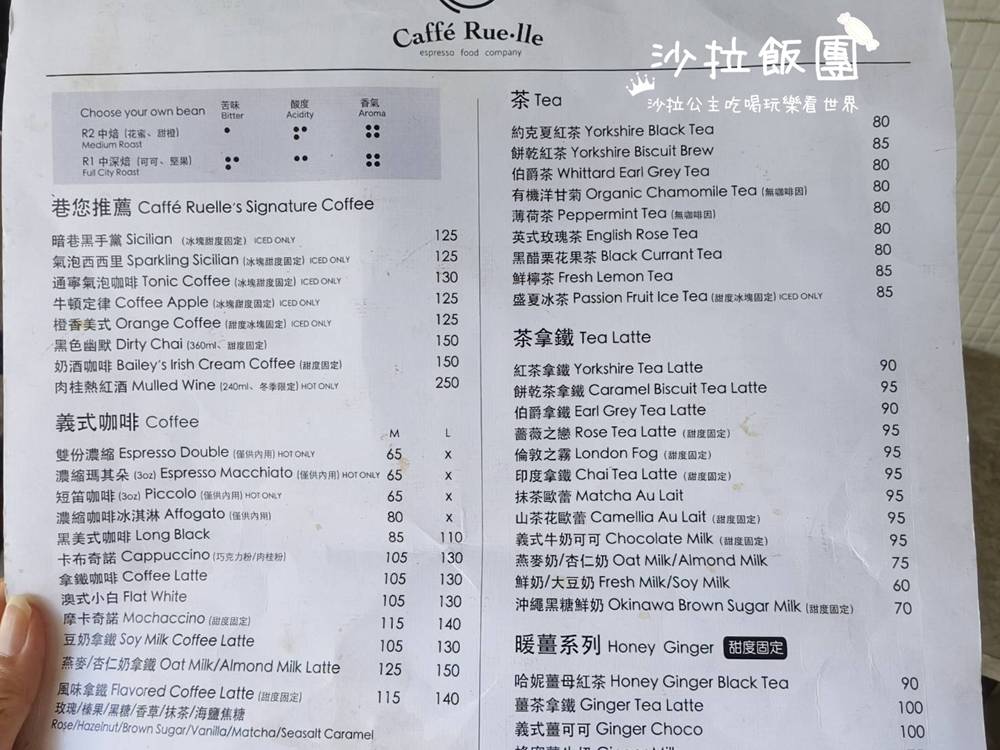 Caffé Rue·lle
espresso food company
沙拉飯團
沙拉公主吃喝玩樂看世界
Choose your own bean 苦味 Bitter 酸度 Acidity 香氣 Aroma
R2 中焙 (花蜜、甜橙)
Medium Roast
R1 中深焙 (可可、堅果)
Full City Roast
巷您推薦 Caffé Ruelle's Signature Coffee
暗巷黑手黨 Sicilian (冰塊甜度固定) ICED ONLY 125
氣泡西西里 Sparkling Sicilian (冰塊甜度固定) ICED ONLY 125
通寧氣泡咖啡 Tonic Coffee (冰塊甜度固定) ICED ONLY 130
牛頓定律 Coffee Apple (冰塊甜度固定) ICED ONLY 125
橙香美式 Orange Coffee (甜度冰塊固定) ICED ONLY 125
黑色幽默 Dirty Chai (360ml、甜度固定) 150
奶酒咖啡 Bailey's Irish Cream Coffee (甜度固定) 150
肉桂熱紅酒 Mulled Wine (240ml、冬季限定) HOT ONLY 250
義式咖啡 Coffee
M L
雙份濃縮 Espresso Double (僅供內用) HOT ONLY 65 x
濃縮瑪其朵 (3oz) Espresso Macchiato (僅供內用) HOT ONLY 65 x
短笛咖啡 (3oz) Piccolo (僅供內用) HOT ONLY 65 x
濃縮咖啡冰淇淋 Affogato (僅供內用) 80 x
黑美式咖啡 Long Black 85 110
卡布奇諾 Cappuccino (巧克力粉/肉桂粉) 105 130
拿鐵咖啡 Coffee Latte 105 130
澳式小白 Flat White 105 130
摩卡奇諾 Mochaccino (甜度固定) 115 140
豆奶拿鐵 Soy Milk Coffee Latte 105 130
燕麥/杏仁奶拿鐵 Oat Milk/Almond Milk Latte 125 150
風味拿鐵 Flavored Coffee Latte (甜度固定) 115 140
玫瑰/榛果/黑糖/香草/抹茶/海鹽焦糖
Rose/Hazelnut/Brown Sugar/Vanilla/Matcha/Seasalt Caramel
茶 Tea
約克夏紅茶 Yorkshire Black Tea 80
餅乾紅茶 Yorkshire Biscuit Brew 85
伯爵茶 Whittard Earl Grey Tea 80
有機洋甘菊 Organic Chamomile Tea (無咖啡因) 80
薄荷茶 Peppermint Tea (無咖啡因) 80
英式玫瑰茶 English Rose Tea 80
黑醋栗花果茶 Black Currant Tea 80
鮮檸茶 Fresh Lemon Tea 85
盛夏冰茶 Passion Fruit Ice Tea (甜度冰塊固定) ICED ONLY 85
茶拿鐵 Tea Latte
紅茶拿鐵 Yorkshire Tea Latte 90
餅乾茶拿鐵 Caramel Biscuit Tea Latte 95
伯爵拿鐵 Earl Grey Tea Latte 90
薔薇之戀 Rose Tea Latte (甜度固定) 95
倫敦之霧 London Fog (甜度固定) 95
印度拿鐵 Chai Tea Latte (甜度固定) 95
抹茶歐蕾 Matcha Au Lait 95
山茶花歐蕾 Camellia Au Lait (甜度固定) 95
義式牛奶可可 Chocolate Milk (甜度固定) 95
燕麥奶/杏仁奶 Oat Milk/Almond Milk 75
鮮奶/大豆奶 Fresh Milk/Soy Milk 60
沖繩黑糖鮮奶 Okinawa Brown Sugar Milk (甜度固定) 70
暖薑系列 Honey Ginger 甜度固定
哈妮薑母紅茶 Honey Ginger Black Tea 90
薑茶拿鐵 Ginger Tea Latte 100
義式薑可可 Ginger Choco 100